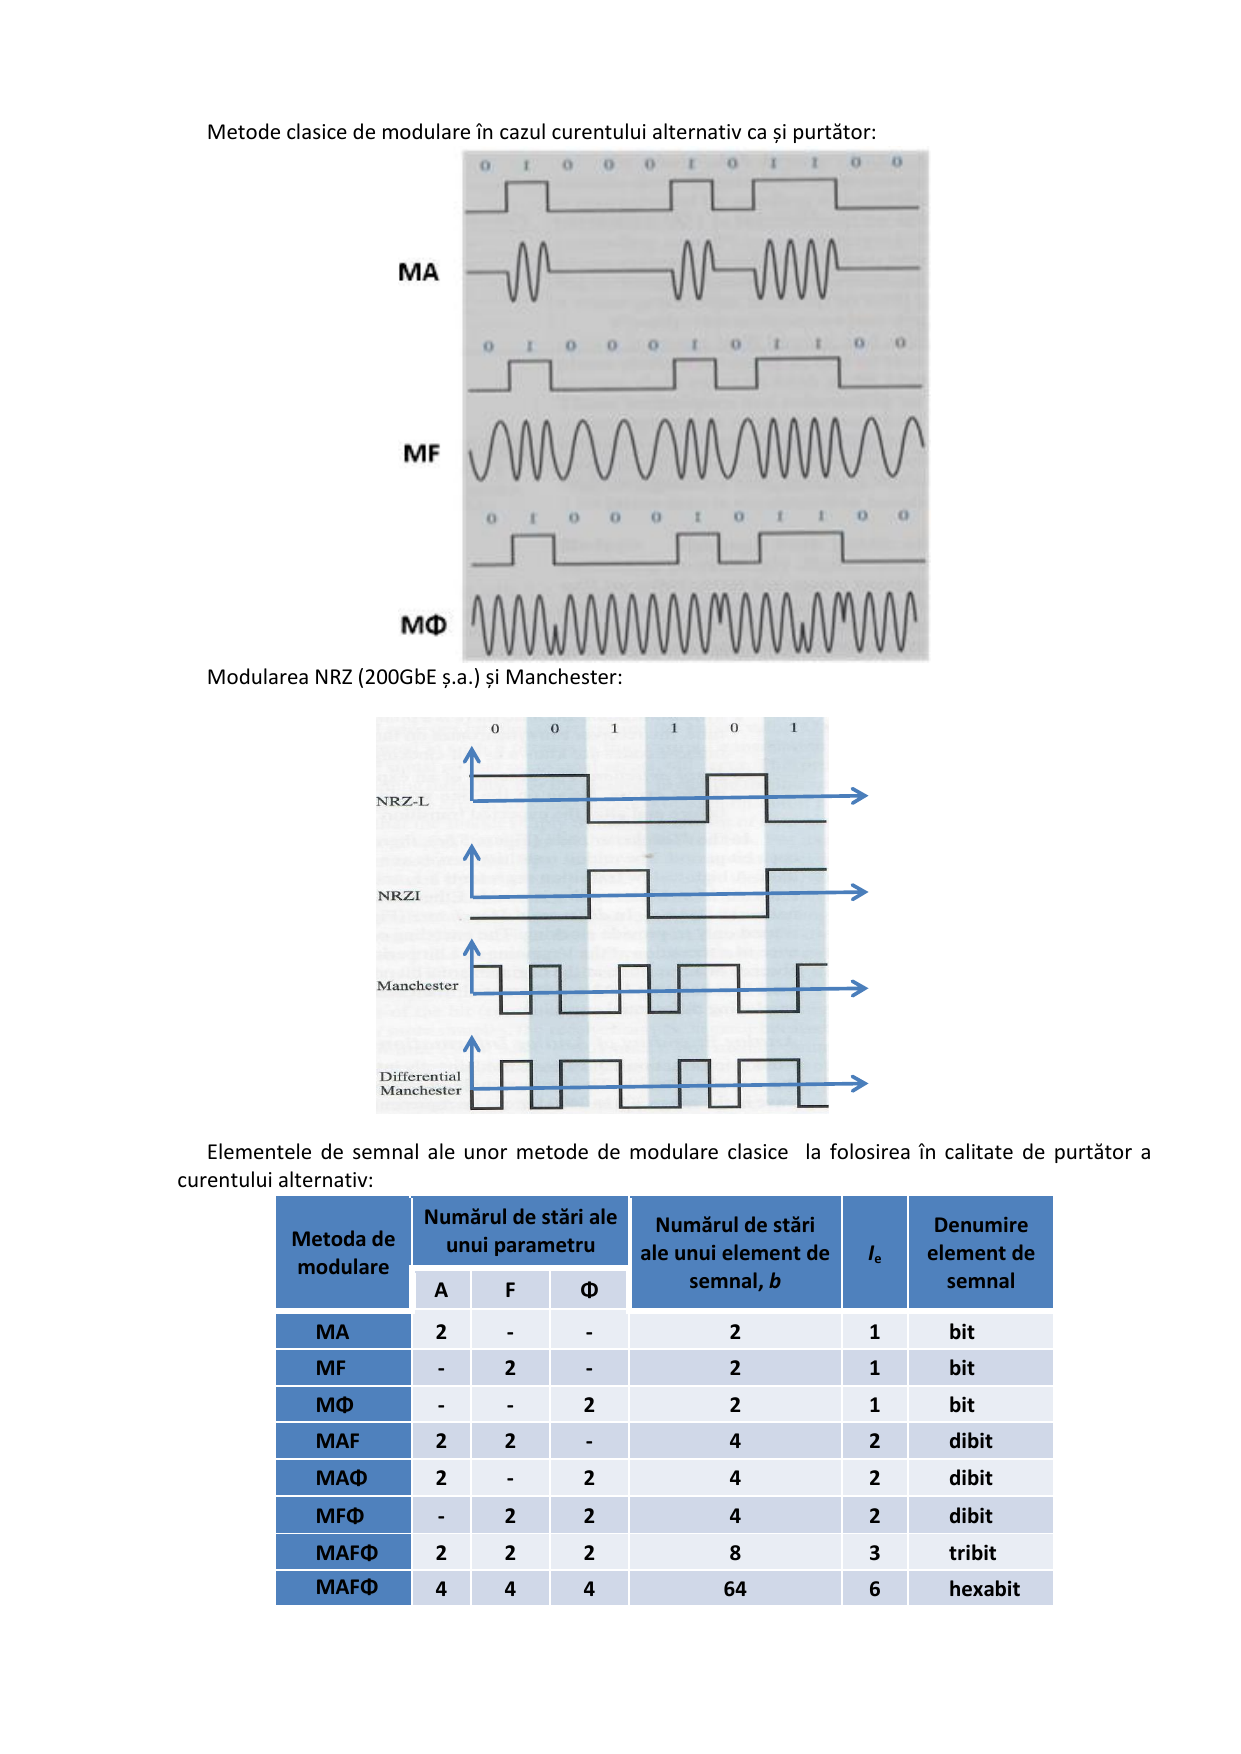 Metode clasice de modulare în cazul curentului alternativ ca și purtător:
0 1 0 0 0 1 0 1 1 0 0
MA
0 1 0 0 0 1 0 1 1 0 0
MF
0 1 0 0 0 1 0 1 1 0 0
MФ
Modularea NRZ (200GbE ș.a.) și Manchester:
0 0 1 1 0 1
NRZ-L
NRZI
Manchester
Differential
Manchester
Elementele de semnal ale unor metode de modulare clasice la folosirea în calitate de purtător a
curentului alternativ:
Metoda de modulare Numărul de stări ale unui parametru Numărul de stări ale unui element de semnal, b Iₑ Denumire element de semnal
A F Ф
MA 2 - - 2 1 bit
MF - 2 - 2 1 bit
MФ - - 2 2 1 bit
MAF 2 2 - 4 2 dibit
MAФ 2 - 2 4 2 dibit
MFФ - 2 2 4 2 dibit
MAFФ 2 2 2 8 3 tribit
MAFФ 4 4 4 64 6 hexabit